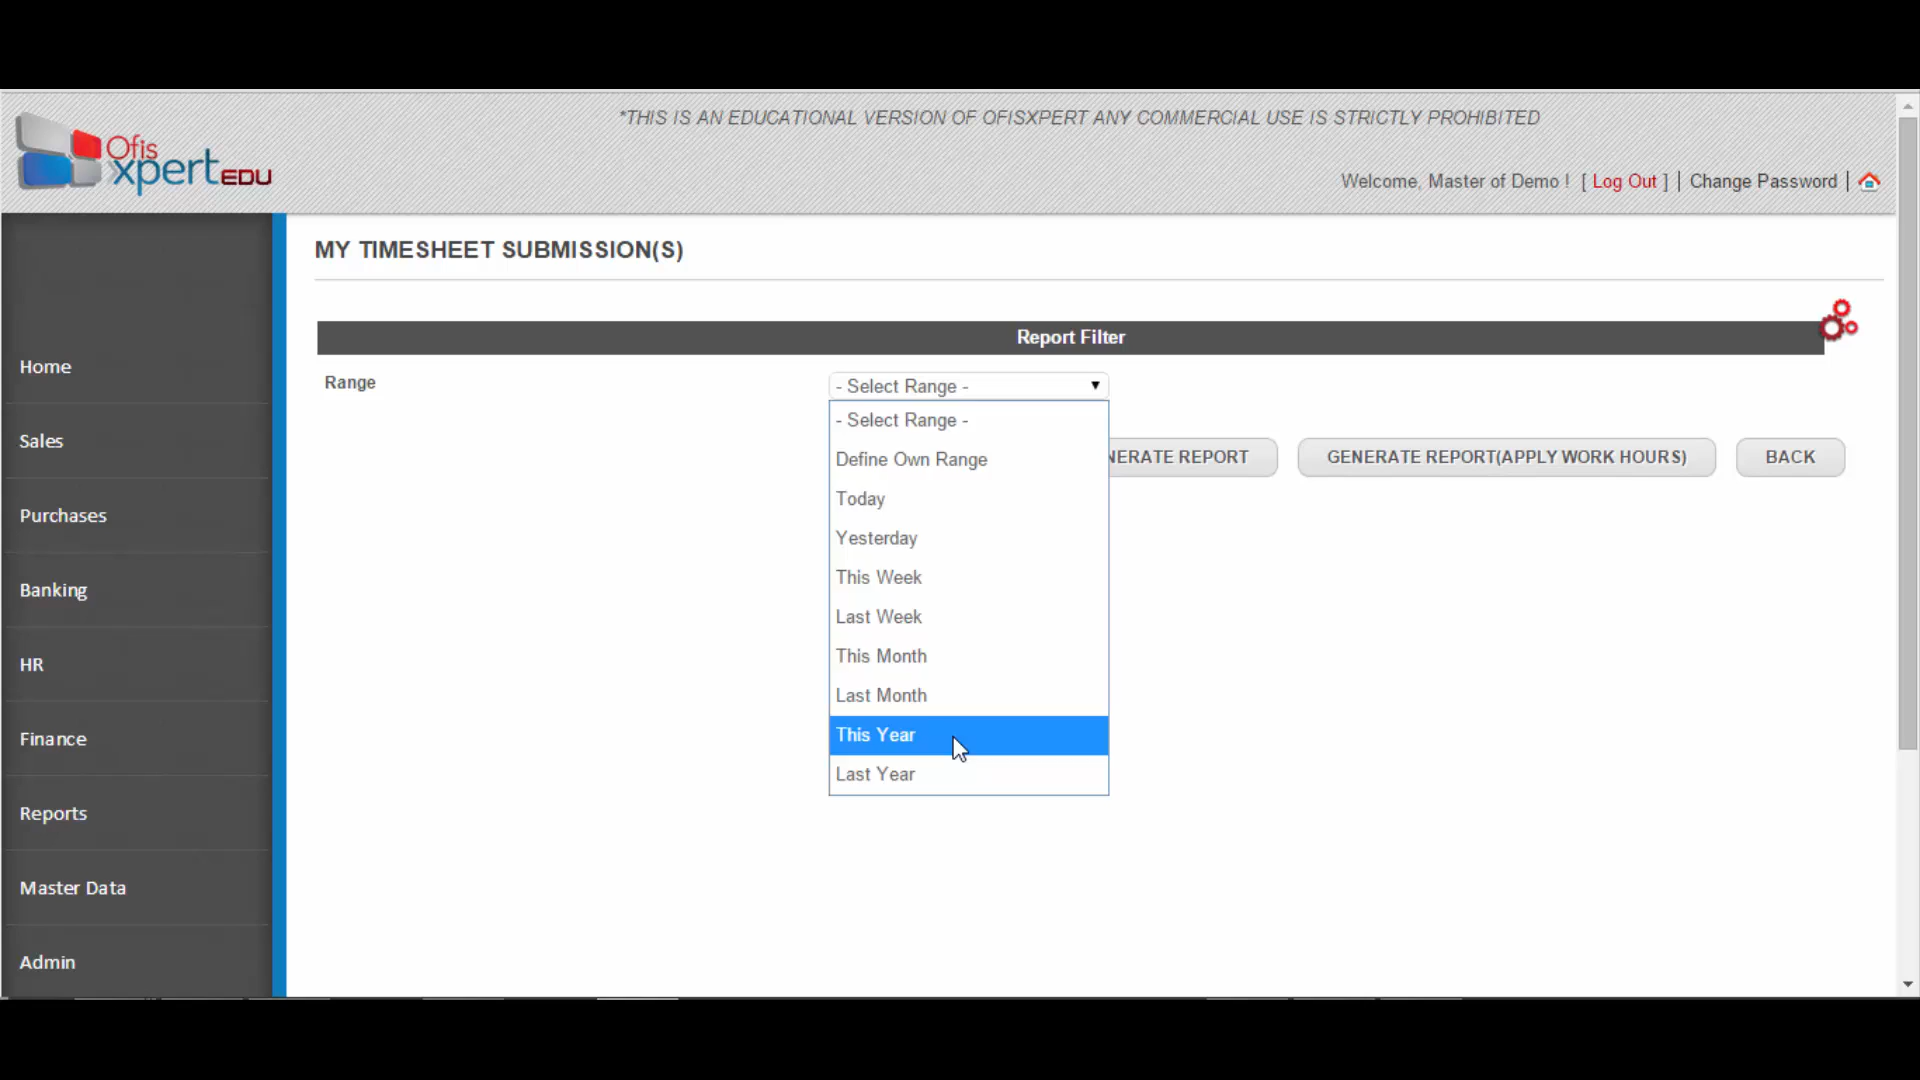 *THIS IS AN EDUCATIONAL VERSION OF OFISXPERT ANY COMMERCIAL USE IS STRICTLY PROHIBITED
Ofis
xpertEDU
Welcome, Master of Demo ! [ Log Out ] | Change Password |
MY TIMESHEET SUBMISSION(S)
Report Filter
Range
- Select Range -
- Select Range -
Define Own Range
Today
Yesterday
This Week
Last Week
This Month
Last Month
This Year
Last Year
NERATE REPORT
GENERATE REPORT(APPLY WORK HOURS)
BACK
Home
Sales
Purchases
Banking
HR
Finance
Reports
Master Data
Admin